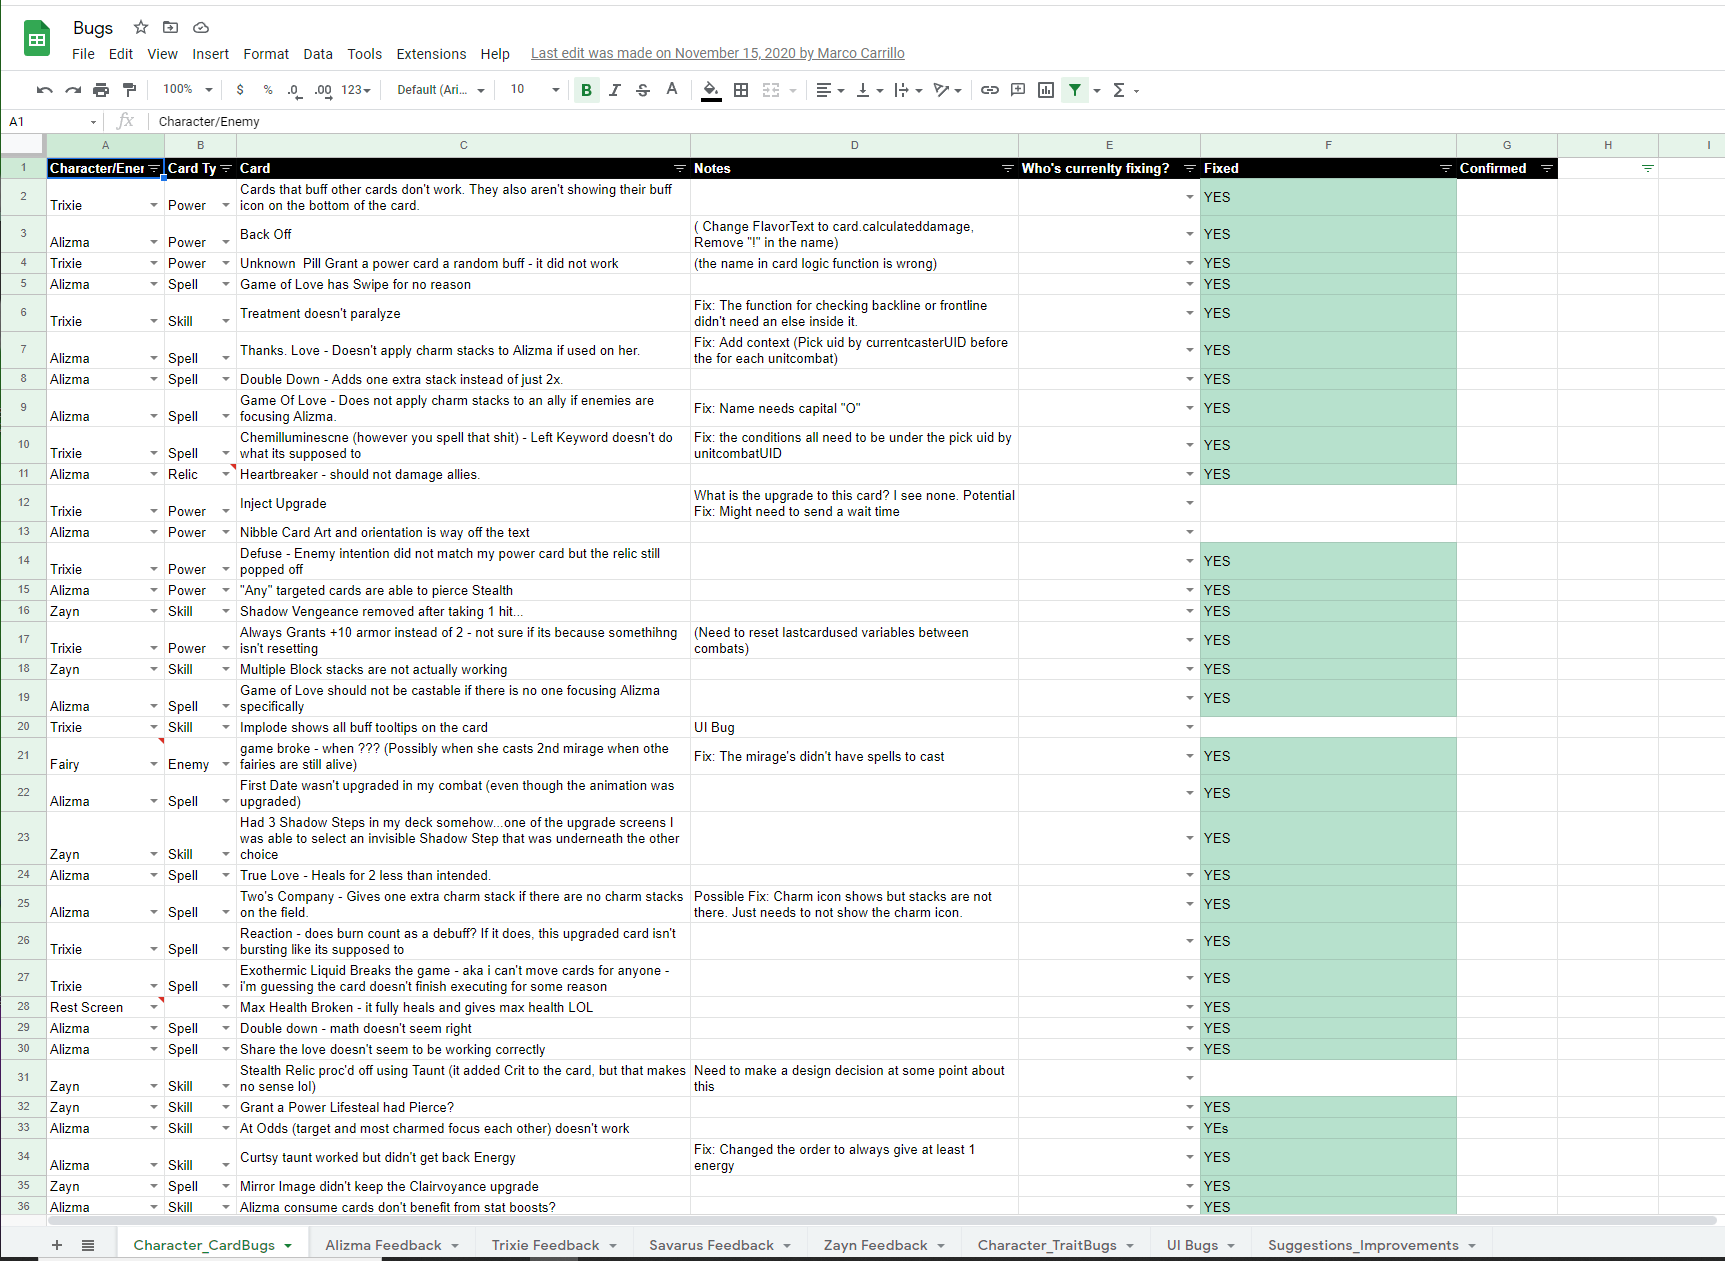 Bugs
File Edit View Insert Format Data Tools Extensions Help Last edit was made on November 15, 2020 by Marco Carrillo
100% $ % .0 .00 123 Default (Ari... 10 B I S A
A1 fx Character/Enemy
A B C D E F G H I
1 Character/Ener Card Ty Card Notes Who's currenlty fixing? Fixed Confirmed
2 Trixie Power Cards that buff other cards don't work. They also aren't showing their buff
icon on the bottom of the card. YES
3 Alizma Power Back Off ( Change FlavorText to card.calculateddamage,
Remove "!" in the name) YES
4 Trixie Power Unknown  Pill Grant a power card a random buff - it did not work (the name in card logic function is wrong) YES
5 Alizma Spell Game of Love has Swipe for no reason YES
6 Trixie Skill Treatment doesn't paralyze Fix: The function for checking backline or frontline
didn't need an else inside it. YES
7 Alizma Spell Thanks. Love - Doesn't apply charm stacks to Alizma if used on her. Fix: Add context (Pick uid by currentcasterUID before
the for each unitcombat) YES
8 Alizma Spell Double Down - Adds one extra stack instead of just 2x. YES
9 Alizma Spell Game Of Love - Does not apply charm stacks to an ally if enemies are
focusing Alizma. Fix: Name needs capital "O" YES
10 Trixie Spell Chemilluminescne (however you spell that shit) - Left Keyword doesn't do
what its supposed to Fix: the conditions all need to be under the pick uid by
unitcombatUID YES
11 Alizma Relic Heartbreaker - should not damage allies. YES
12 Trixie Power Inject Upgrade What is the upgrade to this card? I see none. Potential
Fix: Might need to send a wait time
13 Alizma Power Nibble Card Art and orientation is way off the text
14 Trixie Power Defuse - Enemy intention did not match my power card but the relic still
popped off YES
15 Alizma Power "Any" targeted cards are able to pierce Stealth YES
16 Zayn Skill Shadow Vengeance removed after taking 1 hit... YES
17 Trixie Power Always Grants +10 armor instead of 2 - not sure if its because somethihng
isn't resetting (Need to reset lastcardused variables between
combats) YES
18 Zayn Skill Multiple Block stacks are not actually working YES
19 Alizma Spell Game of Love should not be castable if there is no one focusing Alizma
specifically YES
20 Trixie Skill Implode shows all buff tooltips on the card UI Bug
21 Fairy Enemy game broke - when ??? (Possibly when she casts 2nd mirage when othe
fairies are still alive) Fix: The mirage's didn't have spells to cast YES
22 Alizma Spell First Date wasn't upgraded in my combat (even though the animation was
upgraded) YES
23 Zayn Skill Had 3 Shadow Steps in my deck somehow...one of the upgrade screens I
was able to select an invisible Shadow Step that was underneath the other
choice YES
24 Alizma Spell True Love - Heals for 2 less than intended. YES
25 Alizma Spell Two's Company - Gives one extra charm stack if there are no charm stacks
on the field. Possible Fix: Charm icon shows but stacks are not
there. Just needs to not show the charm icon. YES
26 Trixie Spell Reaction - does burn count as a debuff? If it does, this upgraded card isn't
bursting like its supposed to YES
27 Trixie Spell Exothermic Liquid Breaks the game - aka i can't move cards for anyone -
i'm guessing the card doesn't finish executing for some reason YES
28 Rest Screen Max Health Broken - it fully heals and gives max health LOL YES
29 Alizma Spell Double down - math doesn't seem right YES
30 Alizma Spell Share the love doesn't seem to be working correctly YES
31 Zayn Skill Stealth Relic proc'd off using Taunt (it added Crit to the card, but that makes
no sense lol) Need to make a design decision at some point about
this
32 Zayn Skill Grant a Power Lifesteal had Pierce? YES
33 Alizma Skill At Odds (target and most charmed focus each other) doesn't work YEs
34 Alizma Skill Curtsy taunt worked but didn't get back Energy Fix: Changed the order to always give at least 1
energy YES
35 Zayn Spell Mirror Image didn't keep the Clairvoyance upgrade YES
36 Alizma Skill Alizma consume cards don't benefit from stat boosts? YES
Character_CardBugs Alizma Feedback Trixie Feedback Savarus Feedback Zayn Feedback Character_TraitBugs UI Bugs Suggestions_Improvements